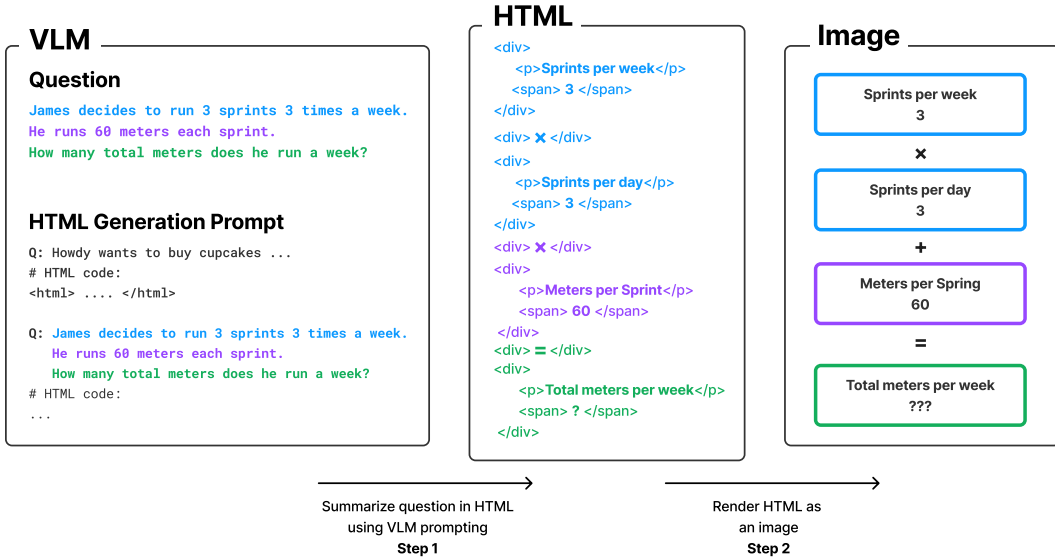 VLM
Question
James decides to run 3 sprints 3 times a week.
He runs 60 meters each sprint.
How many total meters does he run a week?
HTML Generation Prompt
Q: Howdy wants to buy cupcakes ...
# HTML code:
<html> .... </html>
Q: James decides to run 3 sprints 3 times a week.
He runs 60 meters each sprint.
How many total meters does he run a week?
# HTML code:
...
HTML
<div>
<p>Sprints per week</p>
<span> 3 </span>
</div>
<div> × </div>
<div>
<p>Sprints per day</p>
<span> 3 </span>
</div>
<div> × </div>
<div>
<p>Meters per Sprint</p>
<span> 60 </span>
</div>
<div> = </div>
<div>
<p>Total meters per week</p>
<span> ? </span>
</div>
Image
Sprints per week
3
×
Sprints per day
3
+
Meters per Spring
60
=
Total meters per week
???
Summarize question in HTML
using VLM prompting
Step 1
Render HTML as
an image
Step 2